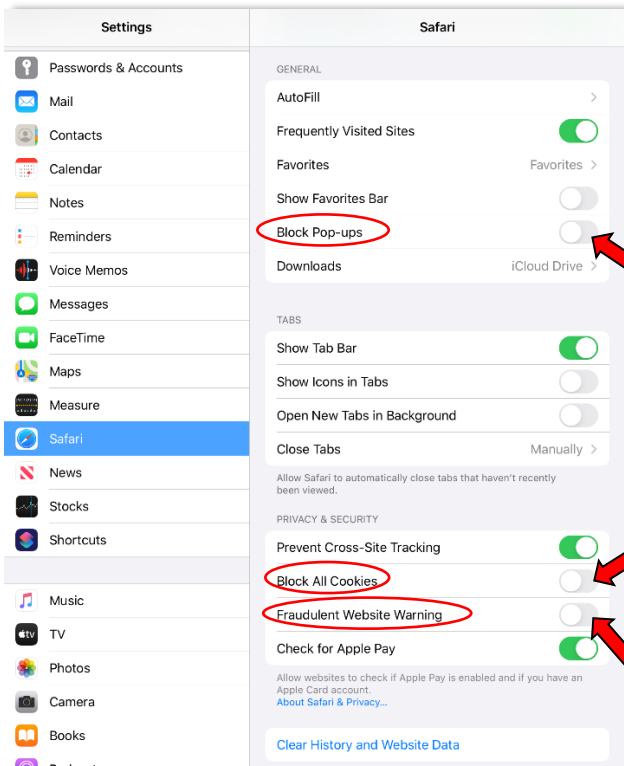 Settings
Passwords & Accounts
Mail
Contacts
Calendar
Notes
Reminders
Voice Memos
Messages
FaceTime
Maps
Measure
Safari
News
Stocks
Shortcuts
Music
tv
TV
Photos
Camera
Books
Safari
GENERAL
AutoFill
Frequently Visited Sites
Favorites Favorites
Show Favorites Bar
Block Pop-ups
Downloads iCloud Drive
TABS
Show Tab Bar
Show Icons in Tabs
Open New Tabs in Background
Close Tabs Manually
Allow Safari to automatically close tabs that haven't recently
been viewed.
PRIVACY & SECURITY
Prevent Cross-Site Tracking
Block All Cookies
Fraudulent Website Warning
Check for Apple Pay
Allow websites to check if Apple Pay is enabled and if you have an
Apple Card account.
About Safari & Privacy...
Clear History and Website Data